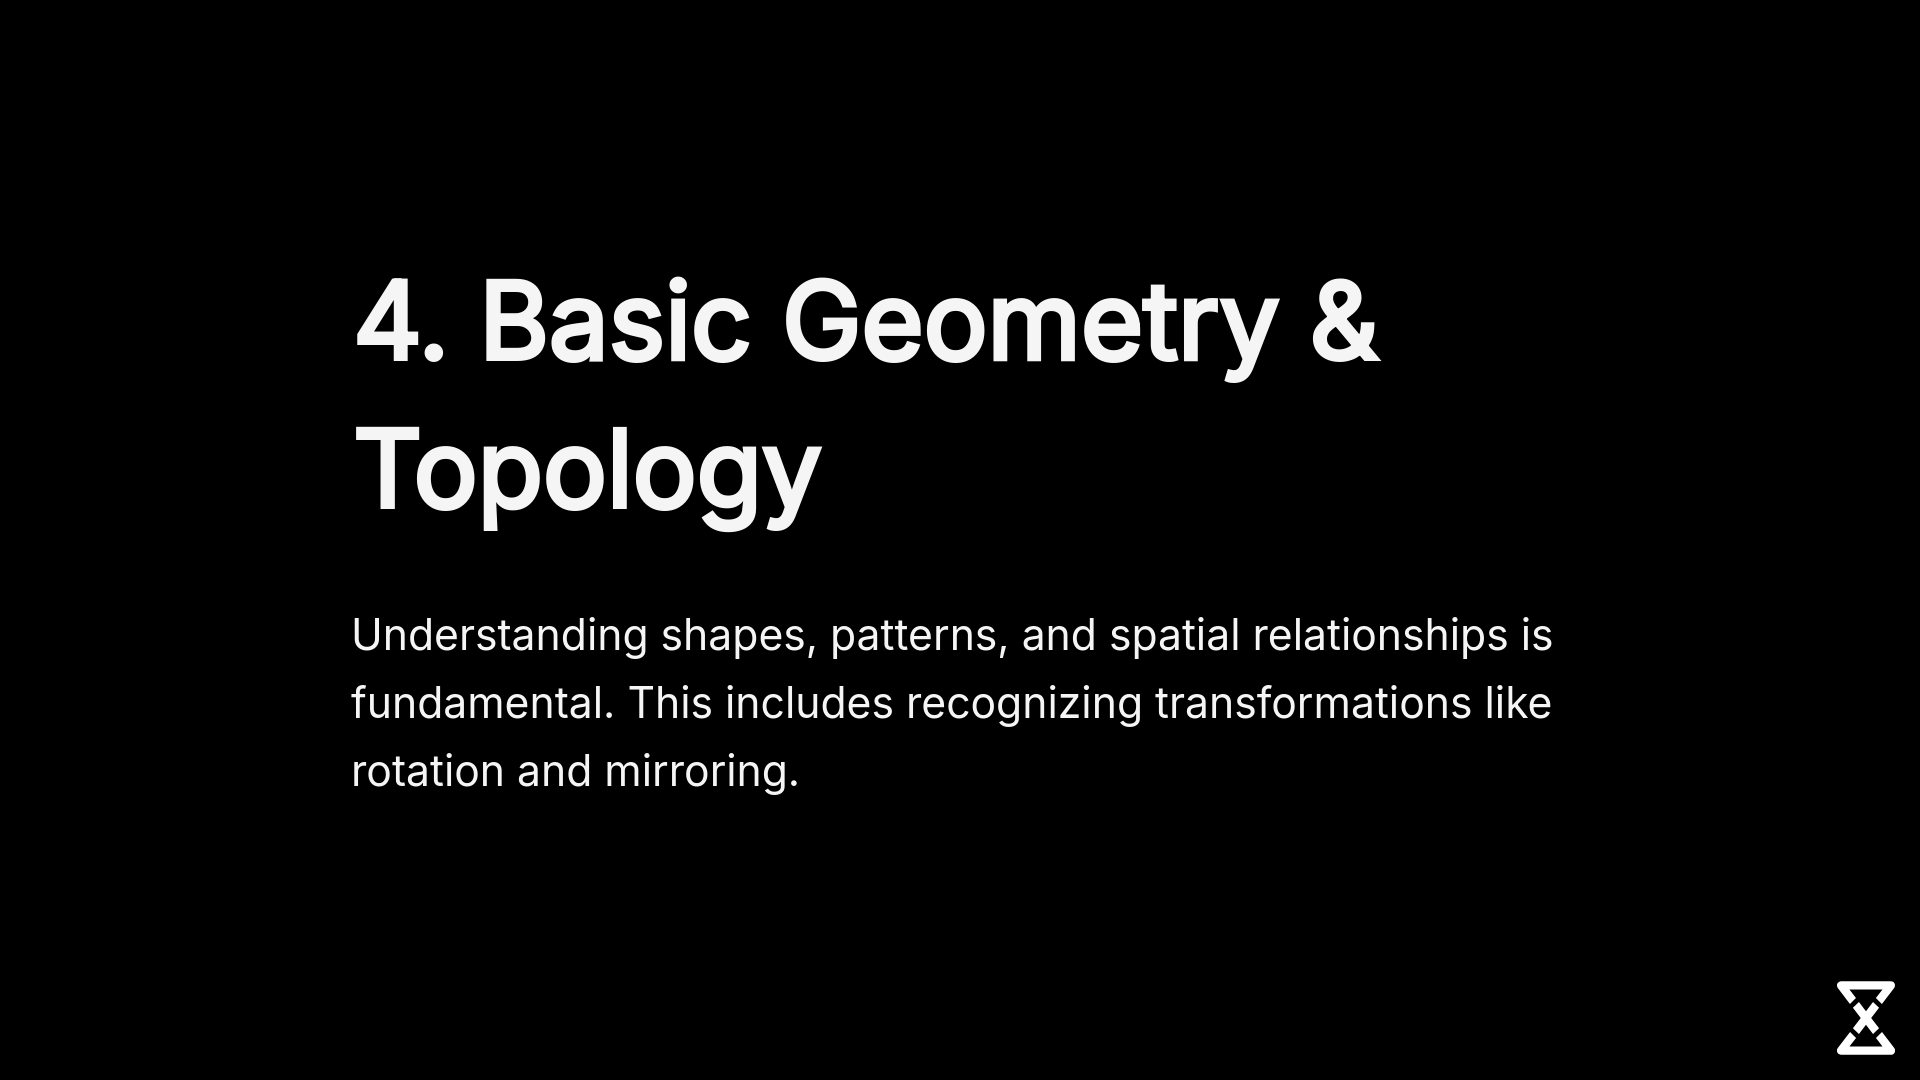 4. Basic Geometry &
Topology
Understanding shapes, patterns, and spatial relationships is
fundamental. This includes recognizing transformations like
rotation and mirroring.